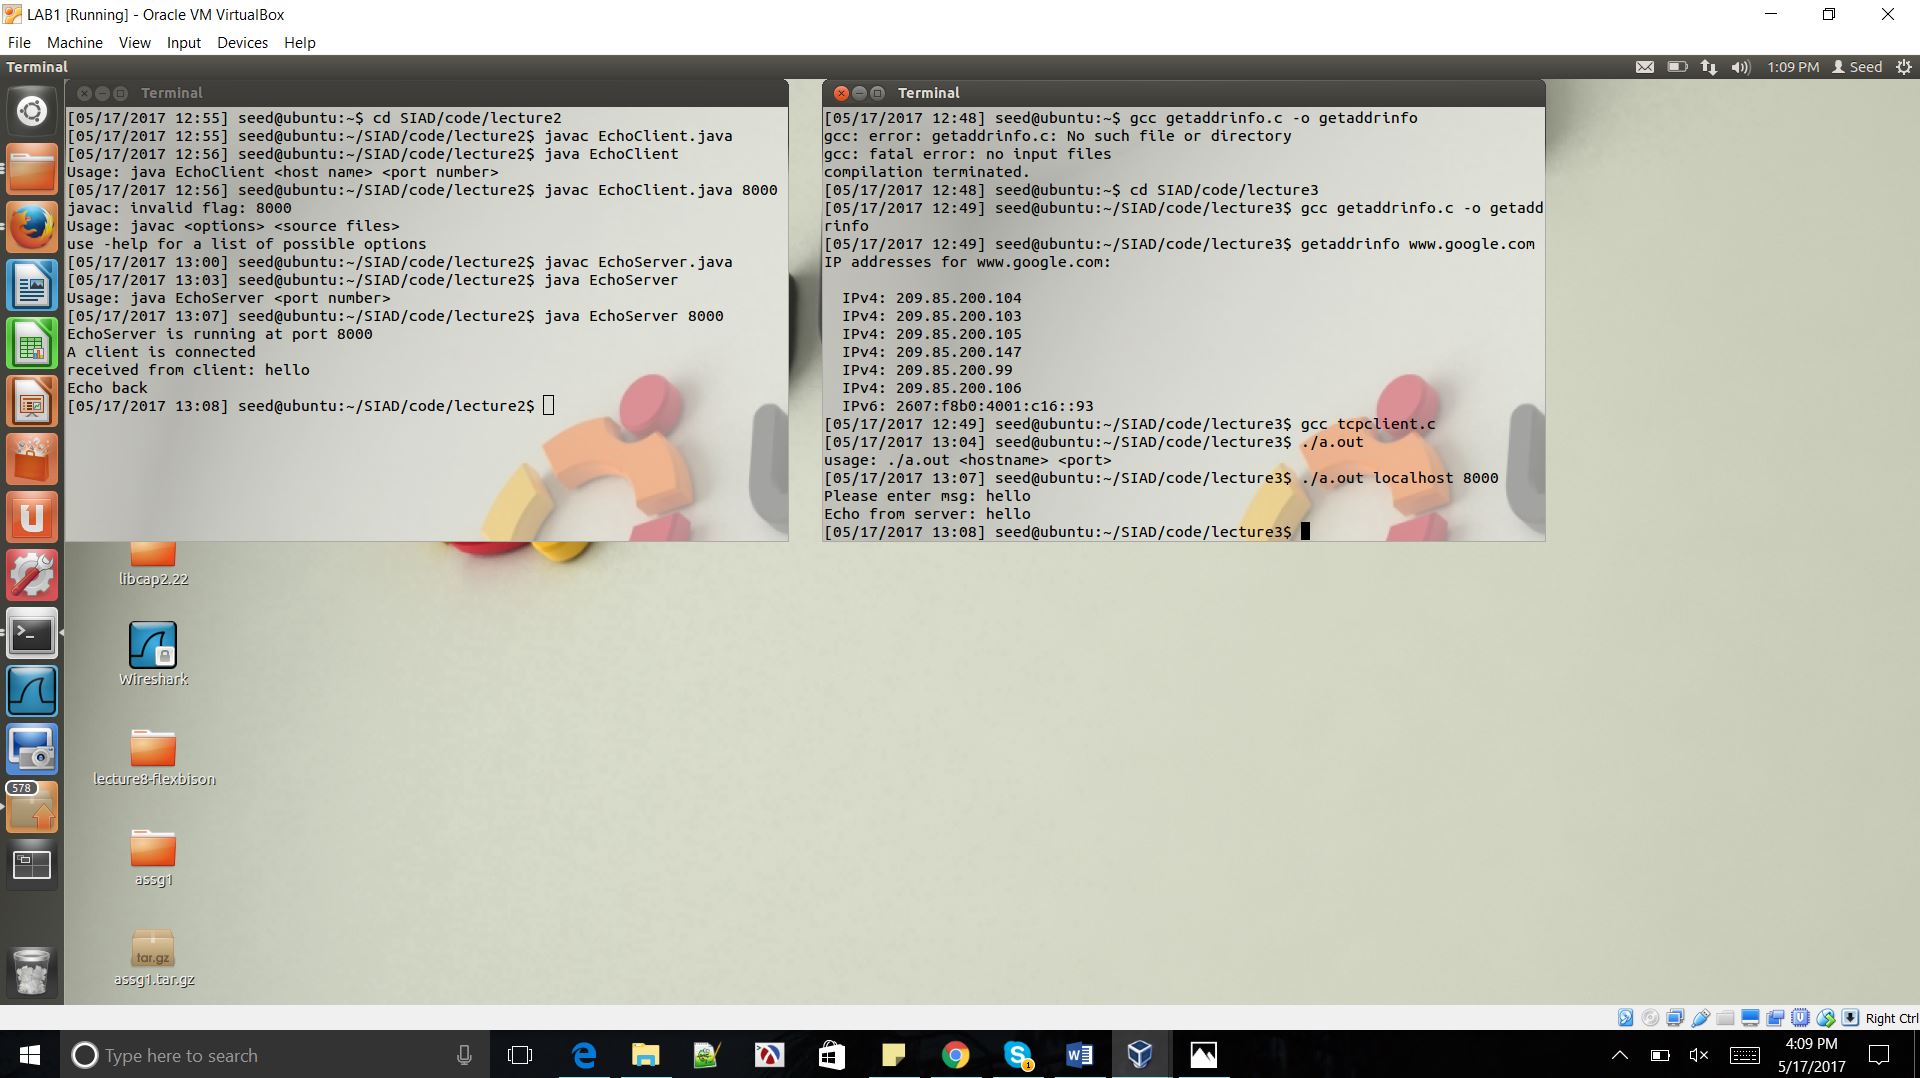 LAB1 [Running] - Oracle VM VirtualBox
File Machine View Input Devices Help
Terminal
1:09 PM Seed
Terminal
[05/17/2017 12:55] seed@ubuntu:~$ cd SIAD/code/lecture2
[05/17/2017 12:55] seed@ubuntu:~/SIAD/code/lecture2$ javac EchoClient.java
[05/17/2017 12:56] seed@ubuntu:~/SIAD/code/lecture2$ java EchoClient
Usage: java EchoClient <host name> <port number>
[05/17/2017 12:56] seed@ubuntu:~/SIAD/code/lecture2$ javac EchoClient.java 8000
javac: invalid flag: 8000
Usage: javac <options> <source files>
use -help for a list of possible options
[05/17/2017 13:00] seed@ubuntu:~/SIAD/code/lecture2$ javac EchoServer.java
[05/17/2017 13:03] seed@ubuntu:~/SIAD/code/lecture2$ java EchoServer
Usage: java EchoServer <port number>
[05/17/2017 13:07] seed@ubuntu:~/SIAD/code/lecture2$ java EchoServer 8000
EchoServer is running at port 8000
A client is connected
received from client: hello
Echo back
[05/17/2017 13:08] seed@ubuntu:~/SIAD/code/lecture2$
Terminal
[05/17/2017 12:48] seed@ubuntu:~$ gcc getaddrinfo.c -o getaddrinfo
gcc: error: getaddrinfo.c: No such file or directory
gcc: fatal error: no input files
compilation terminated.
[05/17/2017 12:48] seed@ubuntu:~$ cd SIAD/code/lecture3
[05/17/2017 12:49] seed@ubuntu:~/SIAD/code/lecture3$ gcc getaddrinfo.c -o getadd
rinfo
[05/17/2017 12:49] seed@ubuntu:~/SIAD/code/lecture3$ getaddrinfo www.google.com
IP addresses for www.google.com:
IPv4: 209.85.200.104
IPv4: 209.85.200.103
IPv4: 209.85.200.105
IPv4: 209.85.200.147
IPv4: 209.85.200.99
IPv4: 209.85.200.106
IPv6: 2607:f8b0:4001:c16::93
[05/17/2017 12:49] seed@ubuntu:~/SIAD/code/lecture3$ gcc tcpclient.c
[05/17/2017 13:04] seed@ubuntu:~/SIAD/code/lecture3$ ./a.out
usage: ./a.out <hostname> <port>
[05/17/2017 13:07] seed@ubuntu:~/SIAD/code/lecture3$ ./a.out localhost 8000
Please enter msg: hello
Echo from server: hello
[05/17/2017 13:08] seed@ubuntu:~/SIAD/code/lecture3$
libcap2.22
Wireshark
lecture8-flexbison
578
assg1
tar.gz
assg1.tar.gz
Right Ctrl
Type here to search
1
4:09 PM
5/17/2017